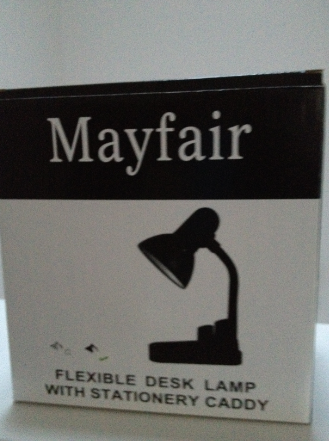 Mayfair
FLEXIBLE DESK LAMP
WITH STATIONERY CADDY